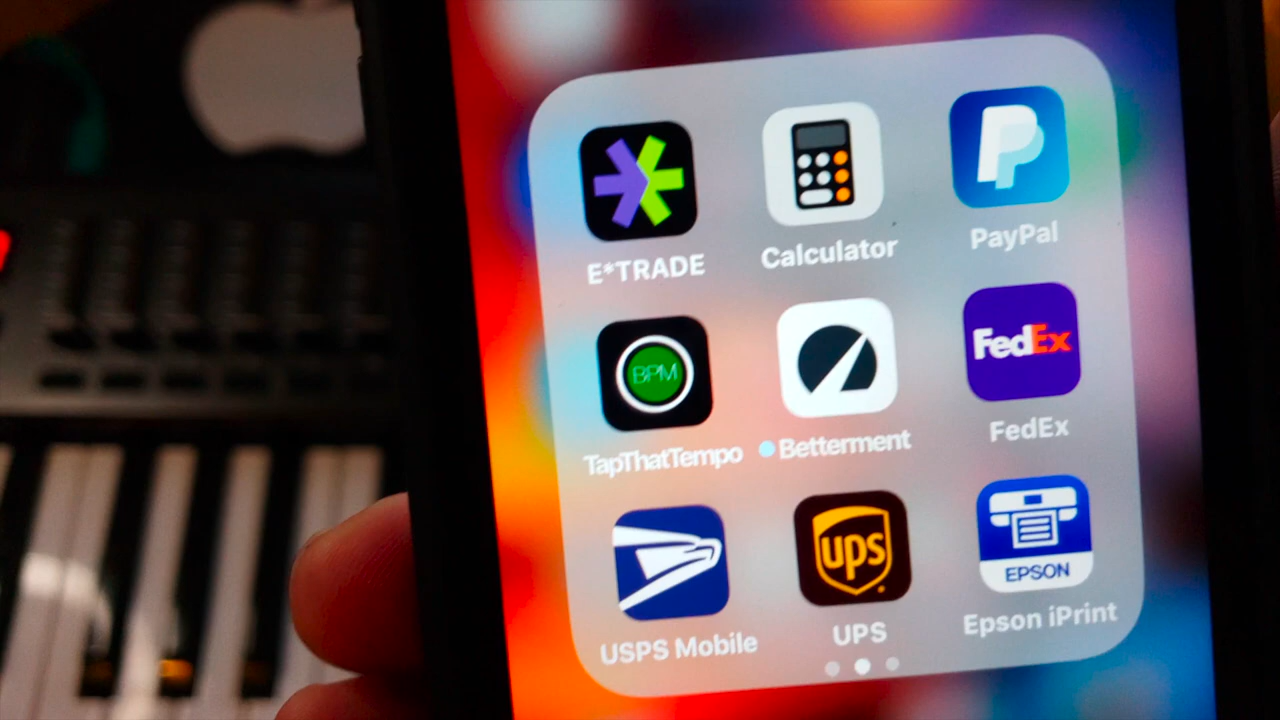 E*TRADE
Calculator
PayPal
BPM
TapThatTempo
Betterment
FedEx
FedEx
USPS Mobile
ups
UPS
EPSON
Epson iPrint